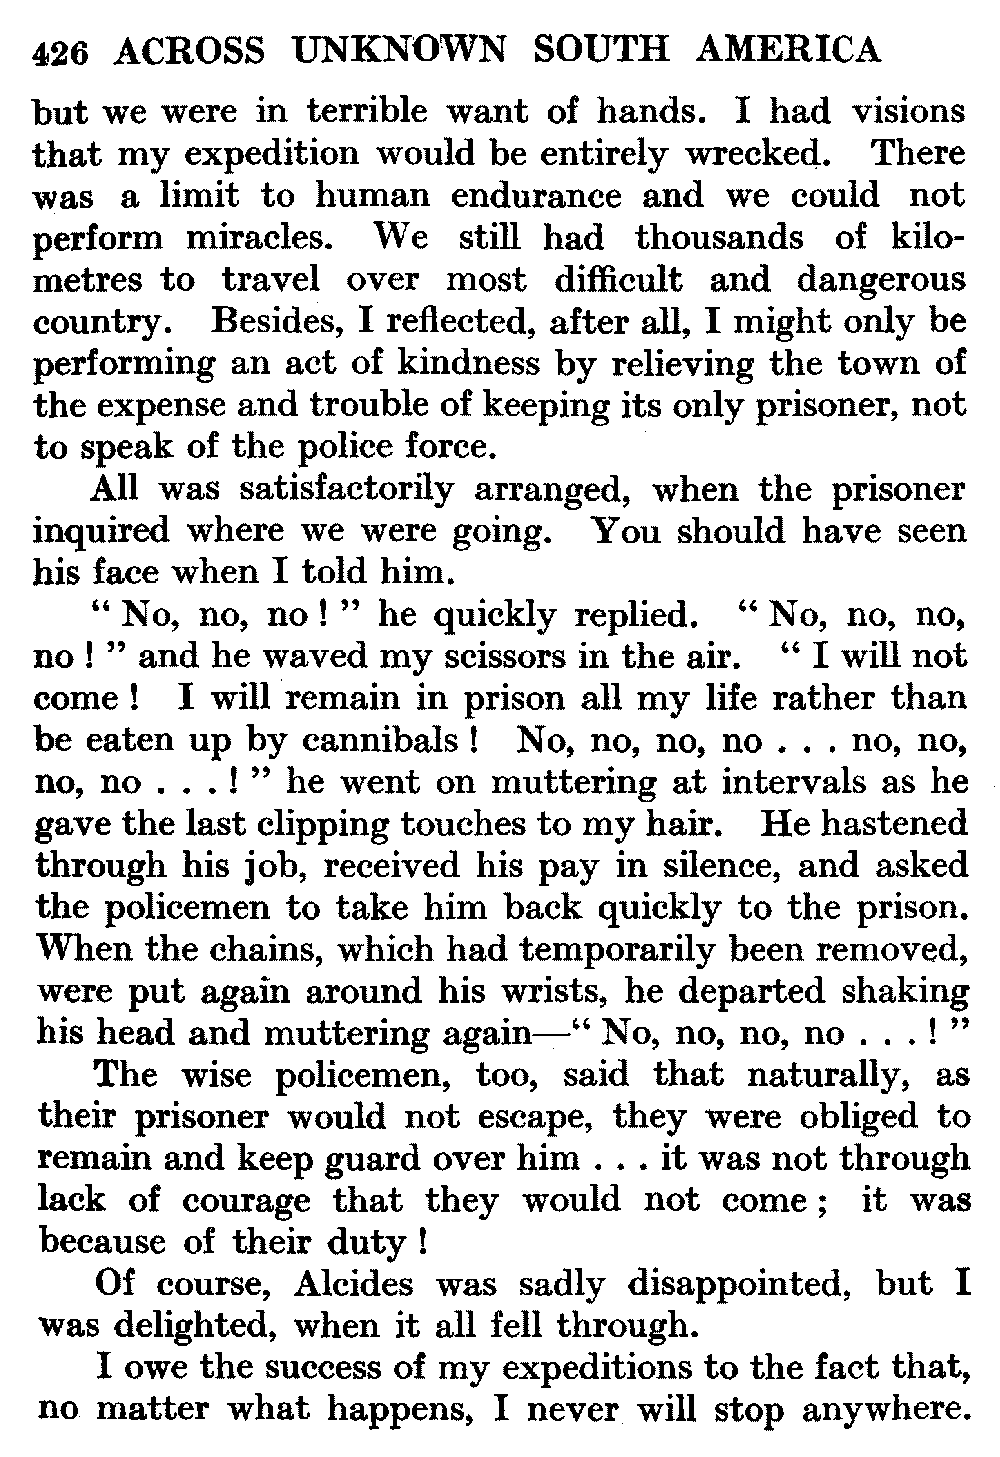 426 ACROSS UNKNOWN SOUTH AMERICA
but we were in terrible want of hands. I had visions
that my expedition would be entirely wrecked. There
was a limit to human endurance and we could not
perform miracles. We still had thousands of kilo-
metres to travel over most difficult and dangerous
country. Besides, I reflected, after all, I might only be
performing an act of kindness by relieving the town of
the expense and trouble of keeping its only prisoner, not
to speak of the police force.
All was satisfactorily arranged, when the prisoner
inquired where we were going. You should have seen
his face when I told him.
“ No, no, no ! ” he quickly replied. “ No, no, no,
no ! ” and he waved my scissors in the air. “ I will not
come ! I will remain in prison all my life rather than
be eaten up by cannibals ! No, no, no, no . . . no, no,
no, no . . . ! ” he went on muttering at intervals as he
gave the last clipping touches to my hair. He hastened
through his job, received his pay in silence, and asked
the policemen to take him back quickly to the prison.
When the chains, which had temporarily been removed,
were put again around his wrists, he departed shaking
his head and muttering again—“ No, no, no, no . . . ! ”
The wise policemen, too, said that naturally, as
their prisoner would not escape, they were obliged to
remain and keep guard over him . . . it was not through
lack of courage that they would not come ; it was
because of their duty !
Of course, Alcides was sadly disappointed, but I
was delighted, when it all fell through.
I owe the success of my expeditions to the fact that,
no matter what happens, I never will stop anywhere.